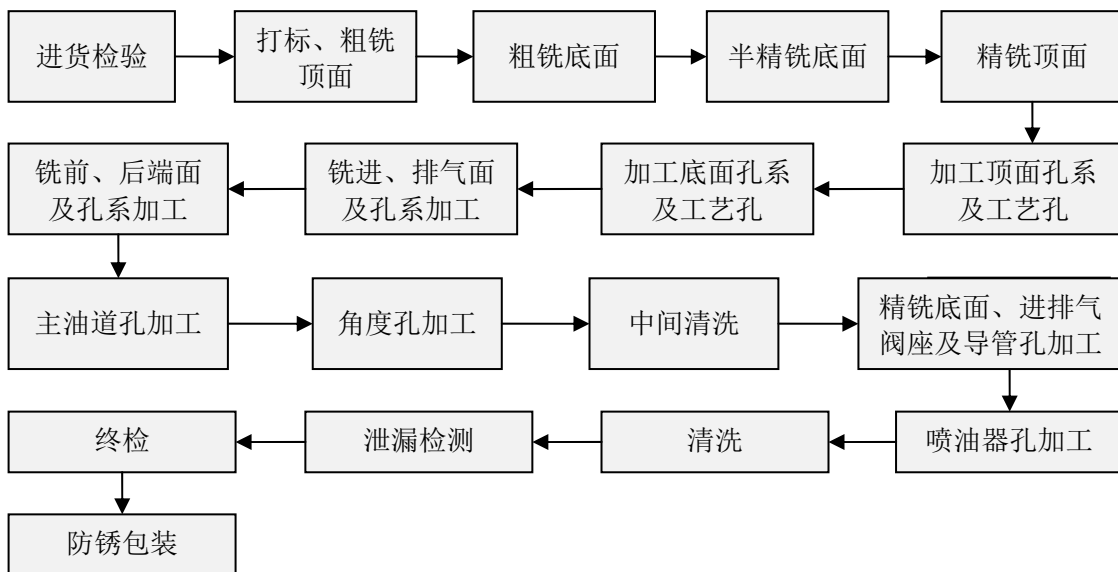 进货检验
打标、粗铣
顶面
粗铣底面
半精铣底面
精铣顶面
铣前、后端面
及孔系加工
铣进、排气面
及孔系加工
加工底面孔系
及工艺孔
加工顶面孔系
及工艺孔
主油道孔加工
角度孔加工
中间清洗
精铣底面、进排气
阀座及导管孔加工
终检
泄漏检测
清洗
喷油器孔加工
防锈包装